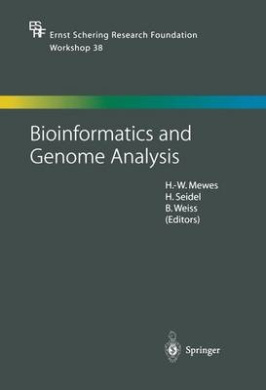 ESRF Ernst Schering Research Foundation
Workshop 38
Bioinformatics and
Genome Analysis
H.-W. Mewes
H. Seidel
B. Weiss
(Editors)
Springer